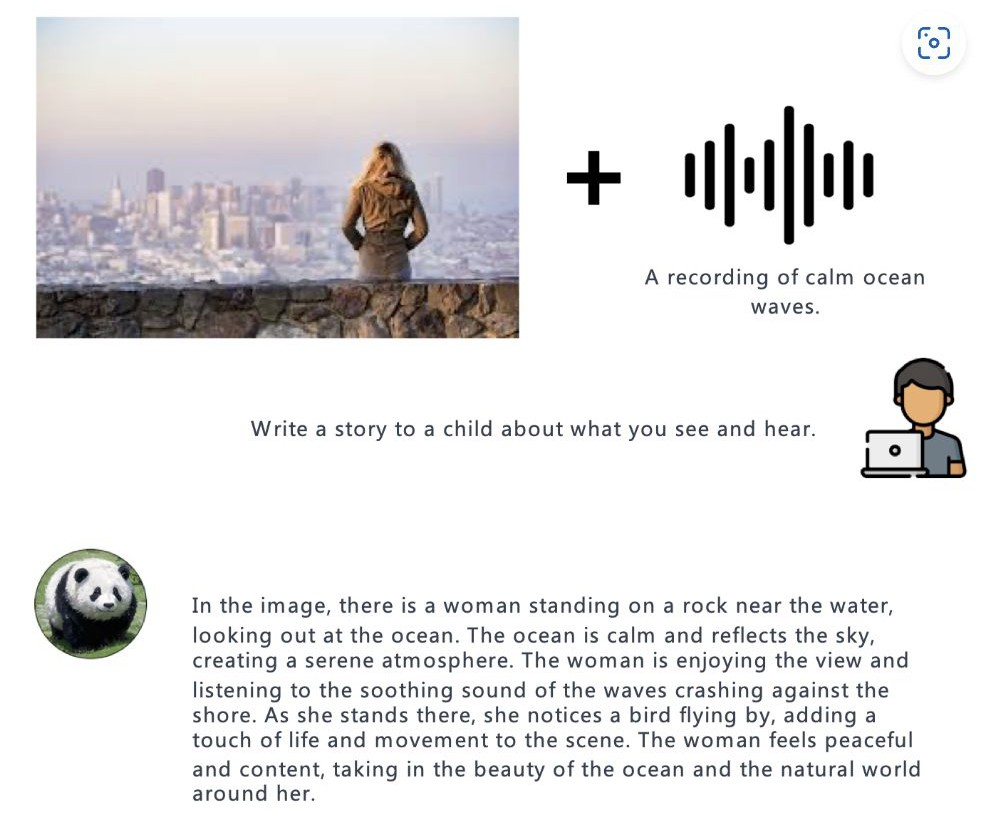 A recording of calm ocean
waves.
Write a story to a child about what you see and hear.
In the image, there is a woman standing on a rock near the water,
looking out at the ocean. The ocean is calm and reflects the sky,
creating a serene atmosphere. The woman is enjoying the view and
listening to the soothing sound of the waves crashing against the
shore. As she stands there, she notices a bird flying by, adding a
touch of life and movement to the scene. The woman feels peaceful
and content, taking in the beauty of the ocean and the natural world
around her.